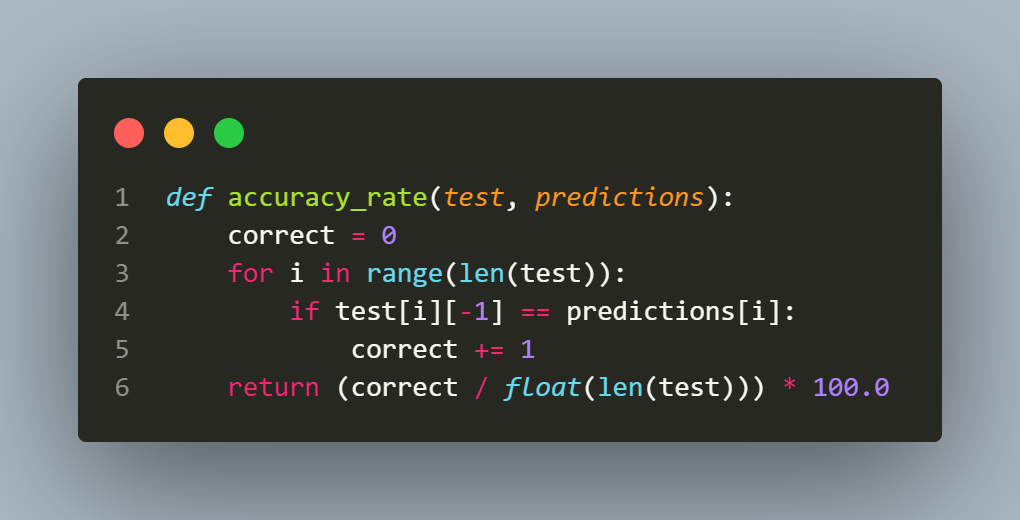 1 def accuracy_rate(test, predictions):
2     correct = 0
3     for i in range(len(test)):
4         if test[i][-1] == predictions[i]:
5             correct += 1
6     return (correct / float(len(test))) * 100.0